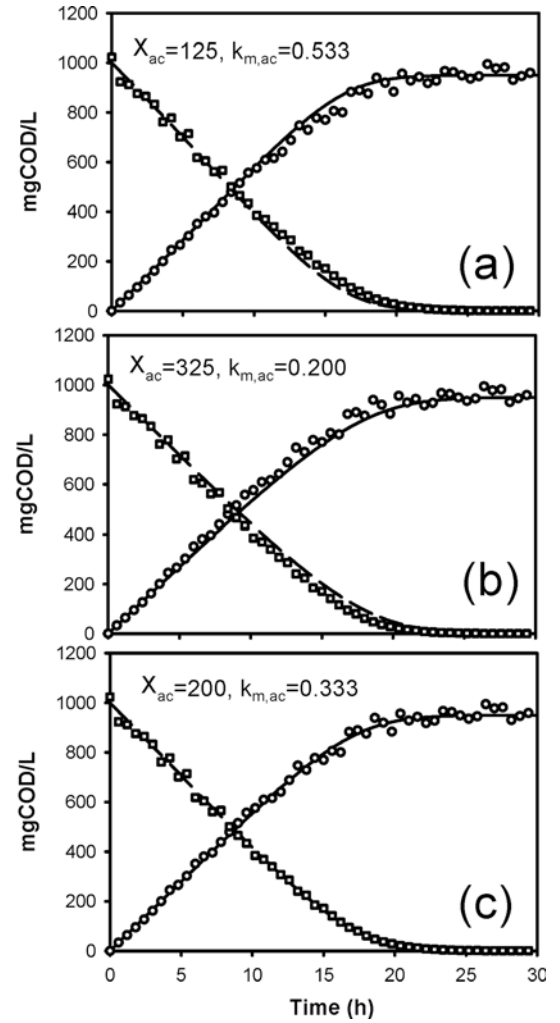 1200
1000
800
600
400
200
0
mgCOD/L
X_ac=125, k_m,ac=0.533
(a)
1200
1000
800
600
400
200
0
mgCOD/L
X_ac=325, k_m,ac=0.200
(b)
1200
1000
800
600
400
200
0
mgCOD/L
X_ac=200, k_m,ac=0.333
(c)
0 5 10 15 20 25 30
Time (h)